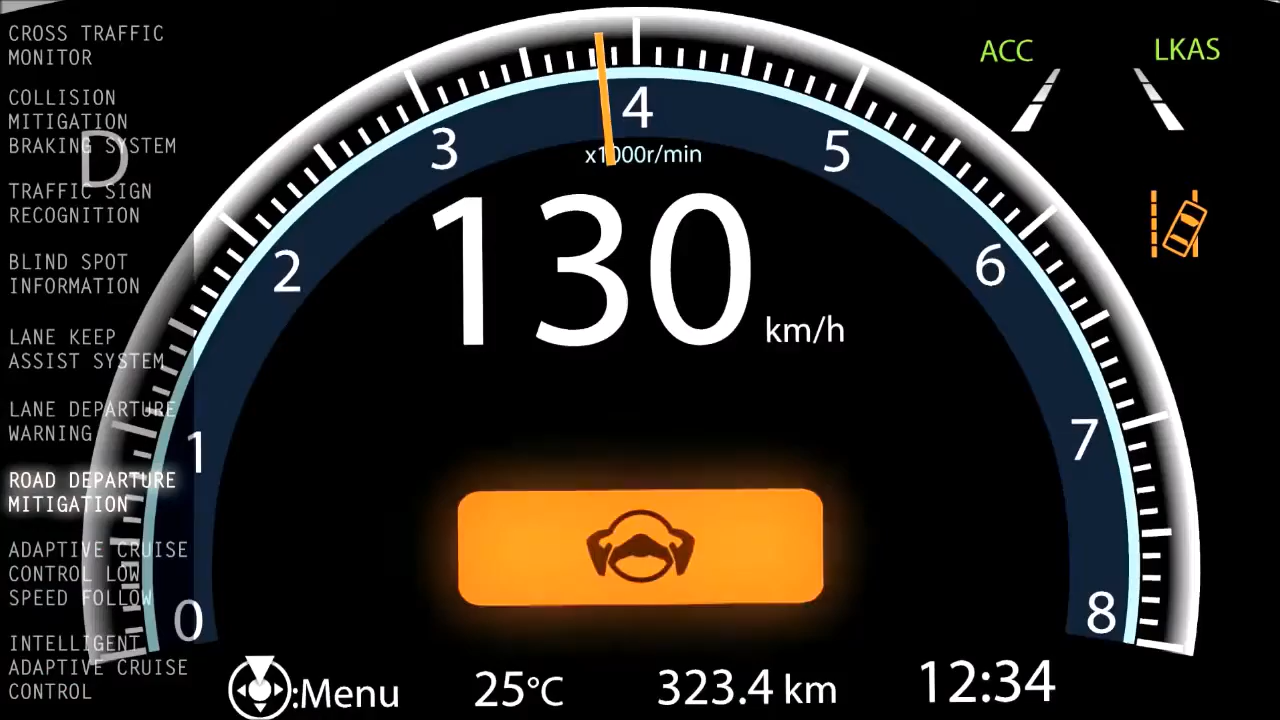 CROSS TRAFFIC
MONITOR
COLLISION
MITIGATION
BRAKING SYSTEM
D
TRAFFIC SIGN
RECOGNITION
BLIND SPOT
INFORMATION
LANE KEEP
ASSIST SYSTEM
LANE DEPARTURE
WARNING
ROAD DEPARTURE
MITIGATION
ADAPTIVE CRUISE
CONTROL LOW
SPEED FOLLOW
INTELLIGENT
ADAPTIVE CRUISE
CONTROL
0
1
2
3
4
5
6
7
8
x1000r/min
130
km/h
ACC
LKAS
:Menu
25°C
323.4 km
12:34